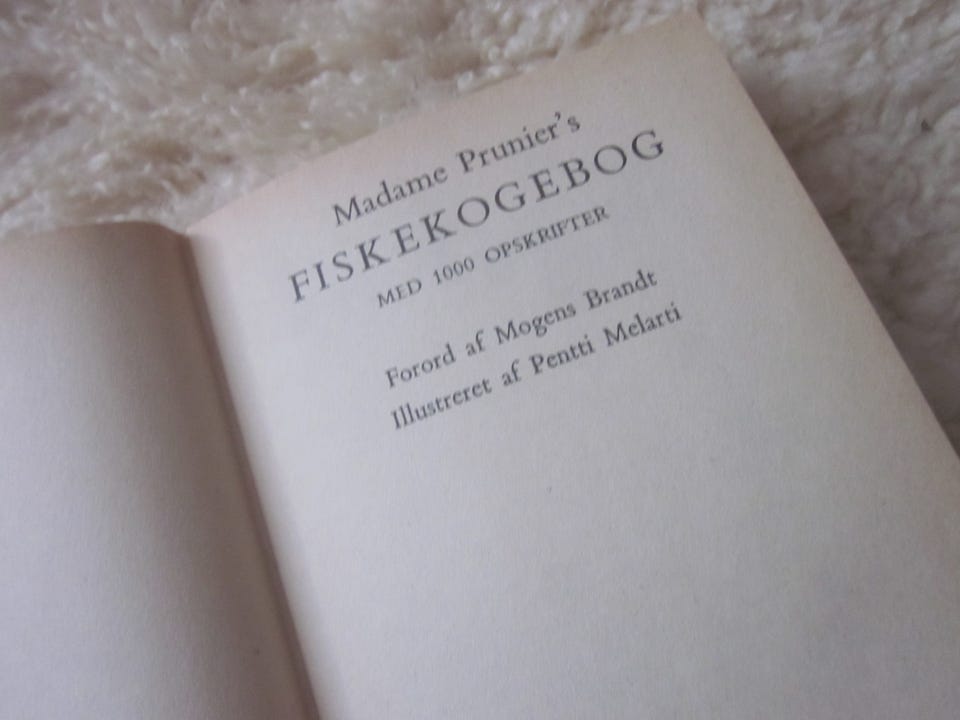 Madame Prunier's
FISKEKOGEBOG
MED 1000 OPSKRIFTER
Forord af Mogens Brandt
Illustreret af Pentti Melarti